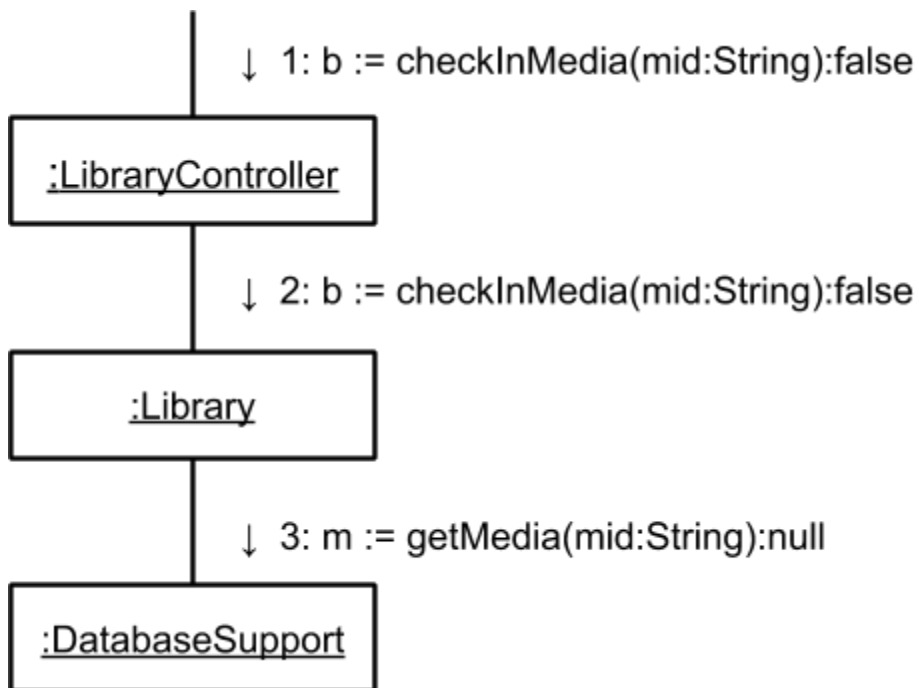 ↓ 1: b := checkInMedia(mid:String):false
:LibraryController
↓ 2: b := checkInMedia(mid:String):false
:Library
↓ 3: m := getMedia(mid:String):null
:DatabaseSupport